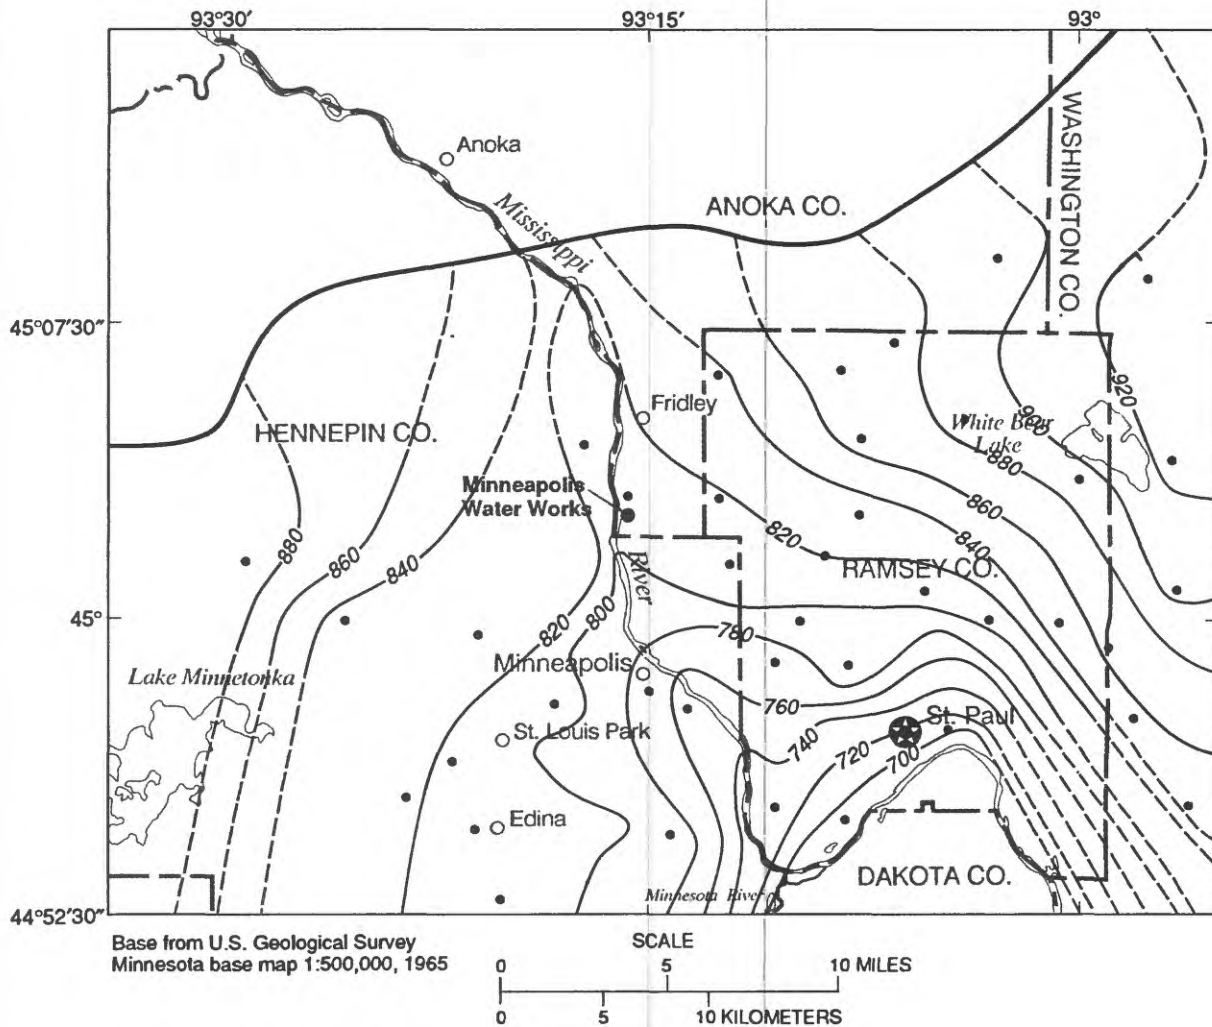 93°30′ 93°15′ 93°
Anoka
WASHINGTON CO.
Mississippi
ANOKA CO.
45°07′30″
920
Fridley
HENNEPIN CO.
900
White Bear
Lake
880
Minneapolis
Water Works
860
820
840
880
860
840
River
RAMSEY CO.
45°
820
800
780
Minneapolis
Lake Minnetonka
760
St. Paul
St. Louis Park
740
720
700
Edina
DAKOTA CO.
Minnesota River
44°52′30″
Base from U.S. Geological Survey
Minnesota base map 1:500,000, 1965
SCALE
0 5 10 MILES
0 5 10 KILOMETERS